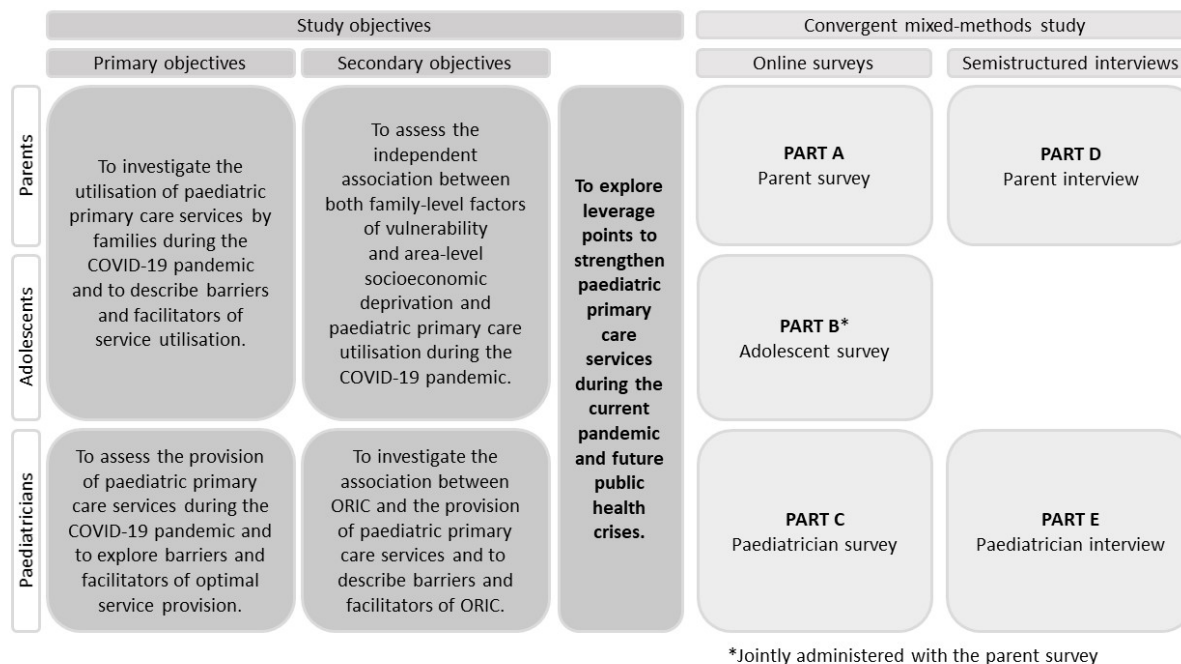 Study objectives
Convergent mixed-methods study
Primary objectives
Secondary objectives
Online surveys
Semistructured interviews
Parents
To investigate the
utilisation of paediatric
primary care services by
families during the
COVID-19 pandemic
and to describe barriers
and facilitators of
service utilisation.
To assess the
independent
association between
both family-level factors
of vulnerability
and area-level
socioeconomic
deprivation and
paediatric primary care
utilisation during the
COVID-19 pandemic.
To explore
leverage
points to
strengthen
paediatric
primary
care
services
during the
current
pandemic
and future
public
health
crises.
PART A
Parent survey
PART D
Parent interview
Adolescents
PART B*
Adolescent survey
Paediatricians
To assess the provision
of paediatric primary
care services during the
COVID-19 pandemic and
to explore barriers and
facilitators of optimal
service provision.
To investigate the
association between
ORIC and the provision
of paediatric primary
care services and to
describe barriers and
facilitators of ORIC.
PART C
Paediatrician survey
PART E
Paediatrician interview
*Jointly administered with the parent survey